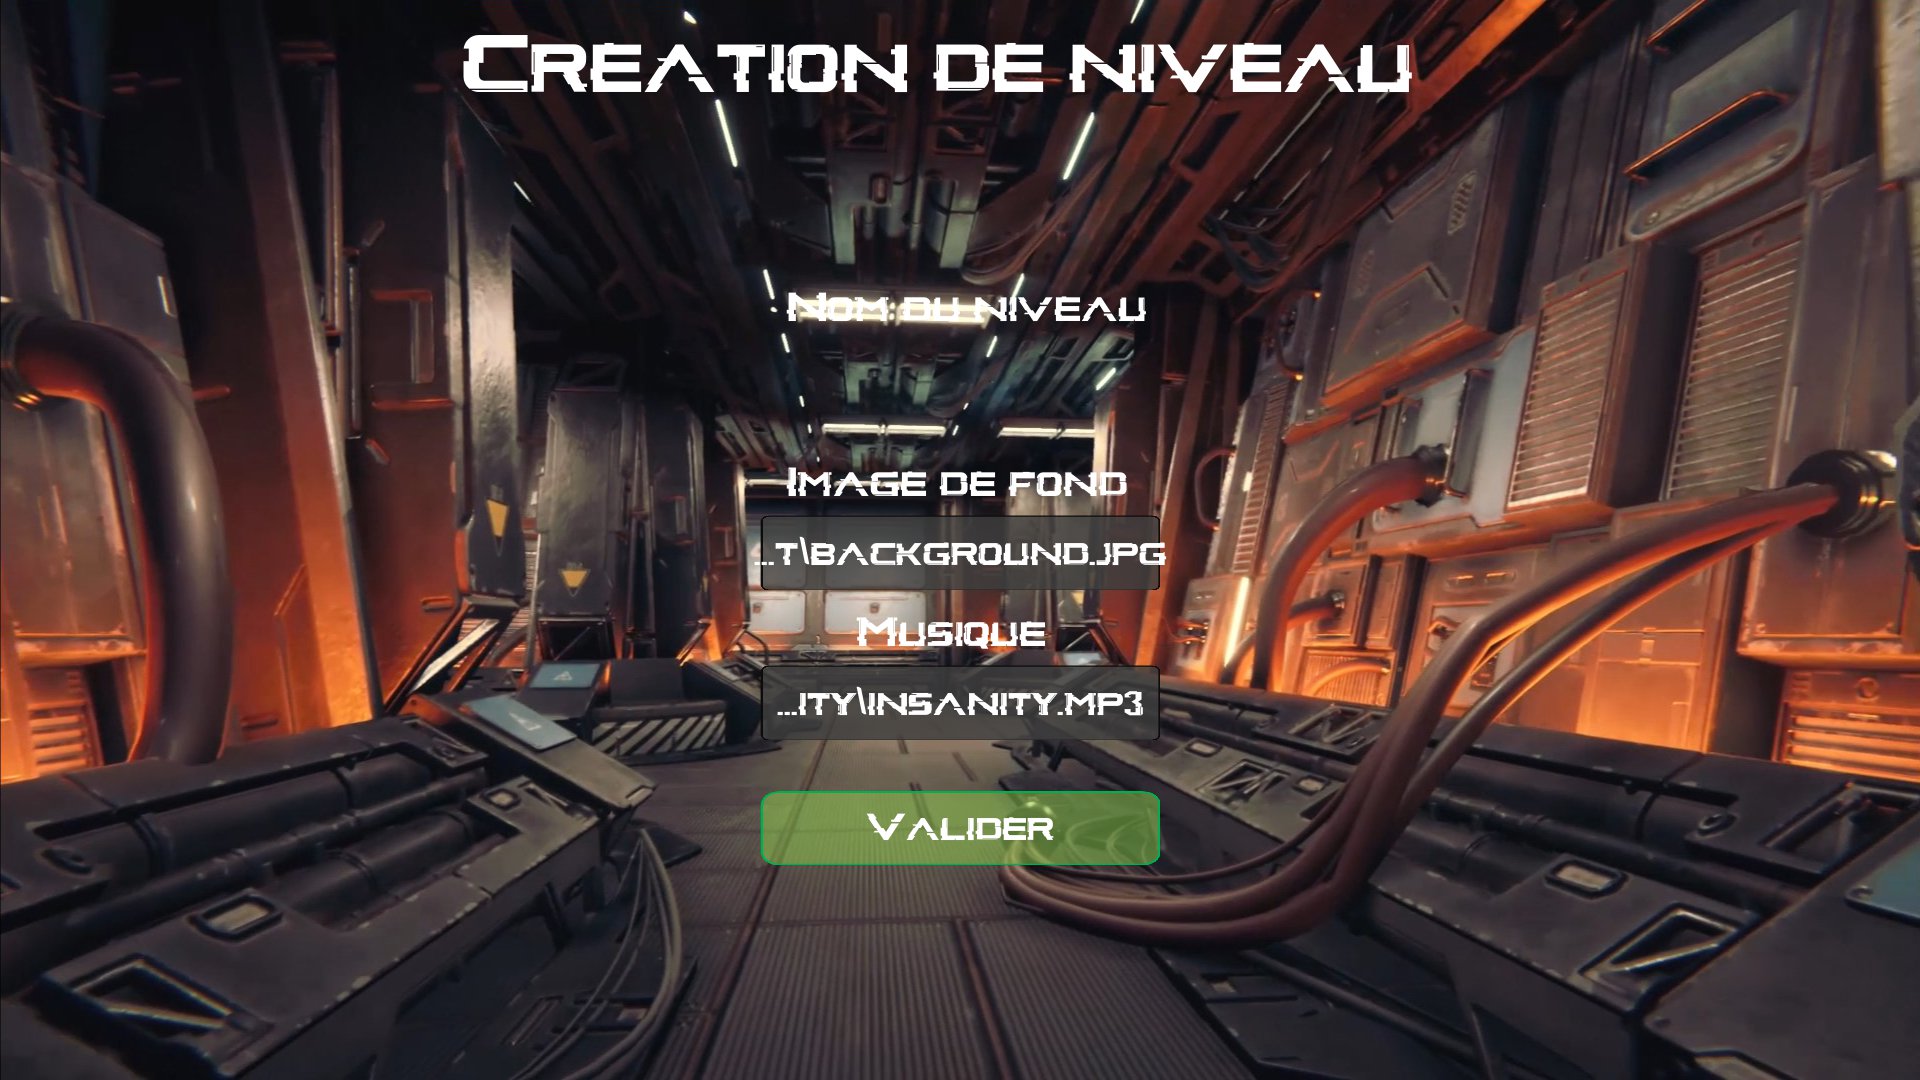 Creation de niveau
Nom du niveau
Image de fond
...t\background.jpg
Musique
...ity\insanity.mp3
Valider